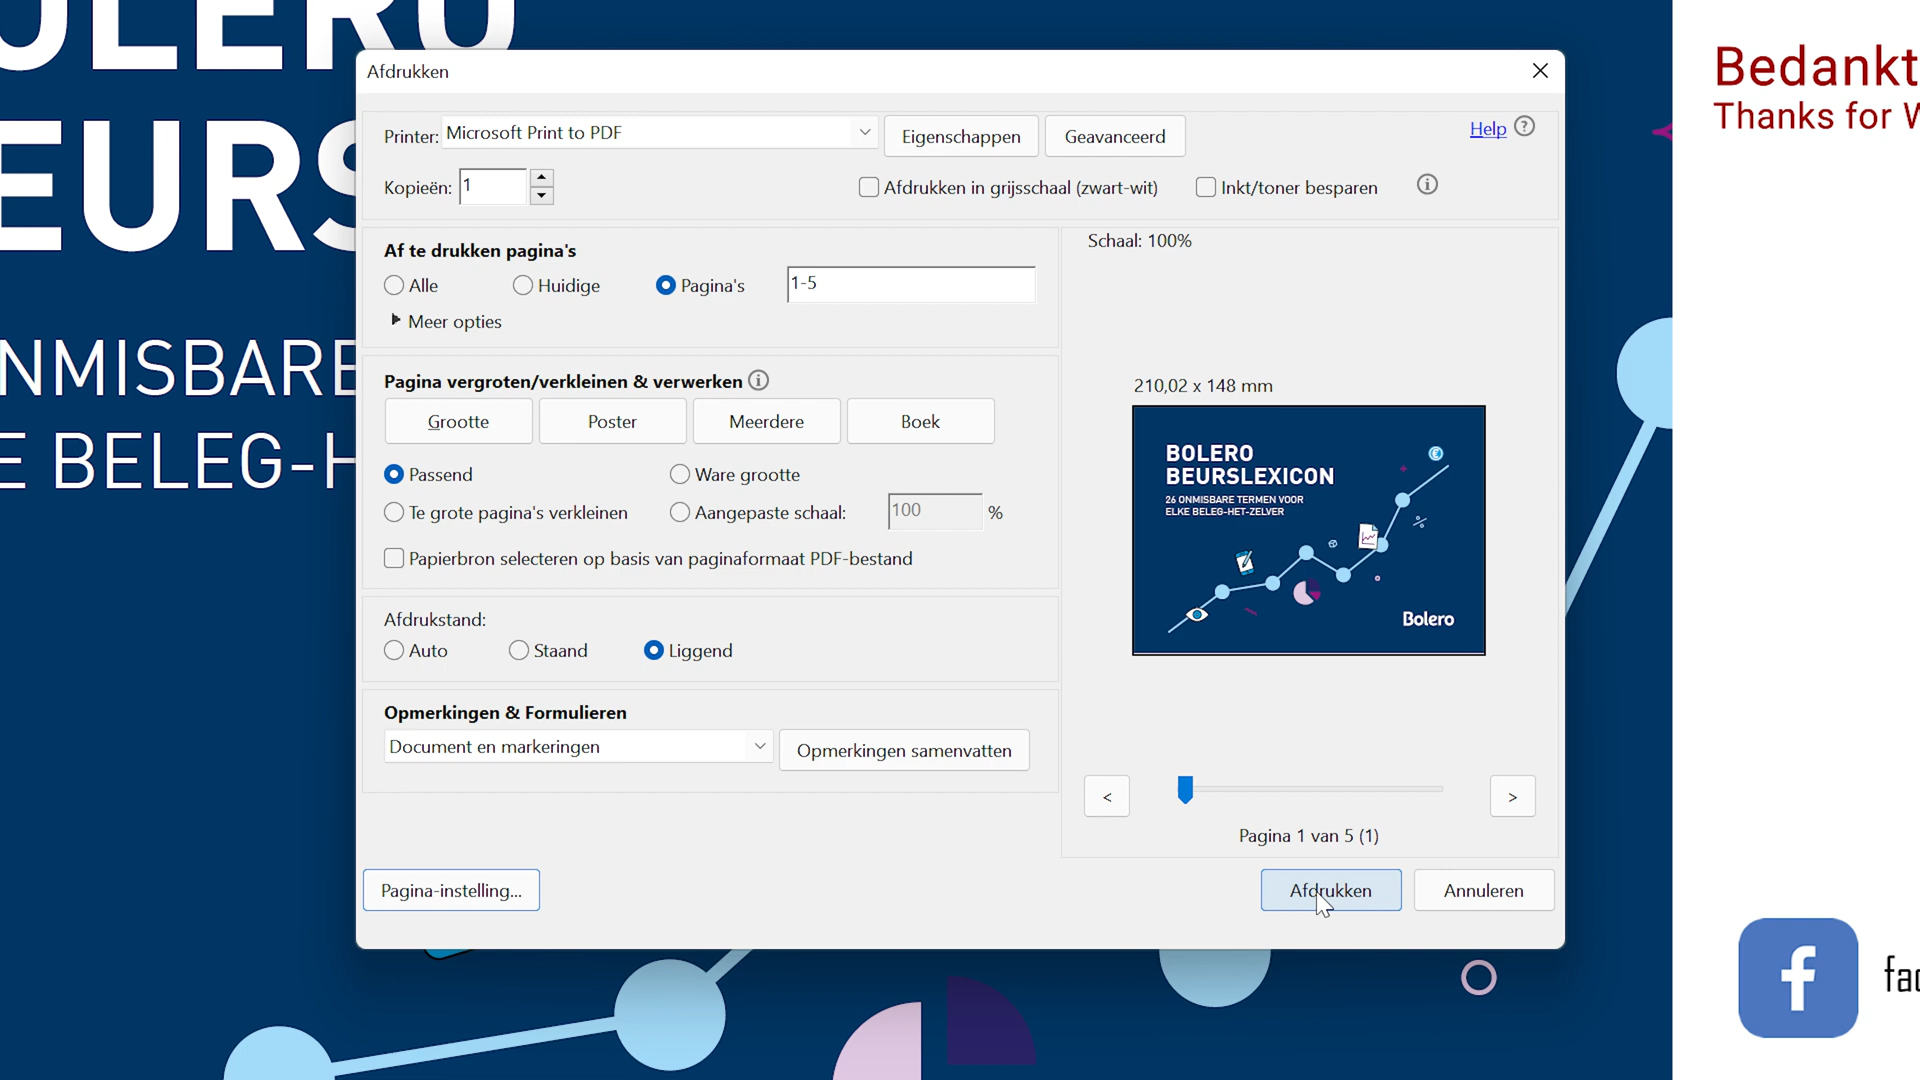 Afdrukken
Printer: Microsoft Print to PDF Eigenschappen Geavanceerd Help
Kopieën: 1 Afdrukken in grijsschaal (zwart-wit) Inkt/toner besparen
Af te drukken pagina's
Alle Huidige Pagina's 1-5
Meer opties
Pagina vergroten/verkleinen & verwerken
Grootte Poster Meerdere Boek
Passend Ware grootte
Te grote pagina's verkleinen Aangepaste schaal: 100 %
Papierbron selecteren op basis van paginaformaat PDF-bestand
Afdrukstand:
Auto Staand Liggend
Opmerkingen & Formulieren
Document en markeringen Opmerkingen samenvatten
Schaal: 100%
210,02 x 148 mm
BOLERO
BEURSLEXICON
26 ONMISBARE TERMEN VOOR
ELKE BELEG-HET-ZELVER
Bolero
< >
Pagina 1 van 5 (1)
Pagina-instelling... Afdrukken Annuleren
OLERO
EURS
NMISBARE
E BELEG-H
Bedankt
Thanks for W
f fac